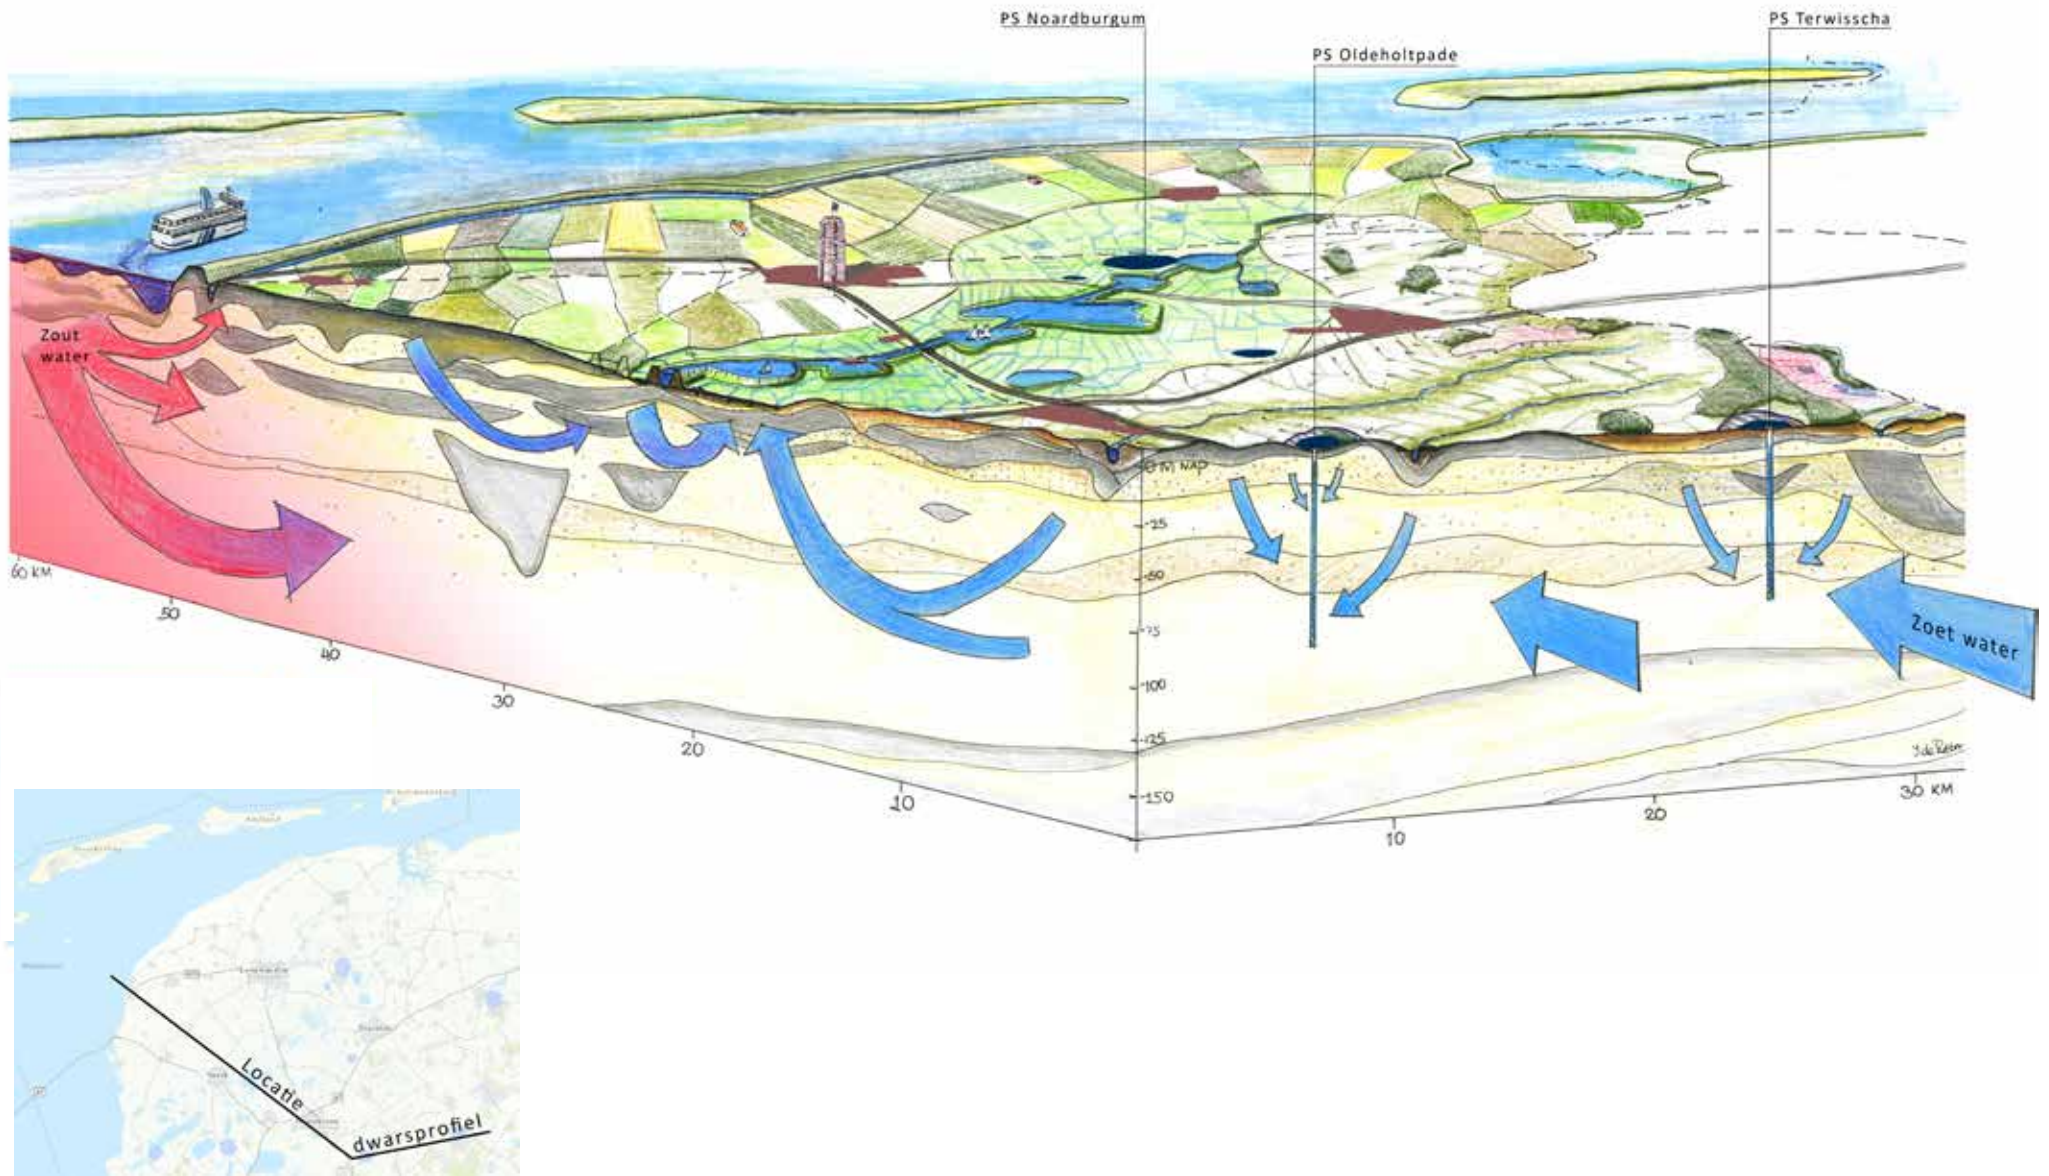 PS Noardburgum
PS Terwisscha
PS Oldeholtpade
Zout
water
0 M NAP
-25
-50
-75
-100
-125
-150
60 KM
50
40
30
20
10
10
20
30 KM
Zoet water
Locatie
dwarsprofiel